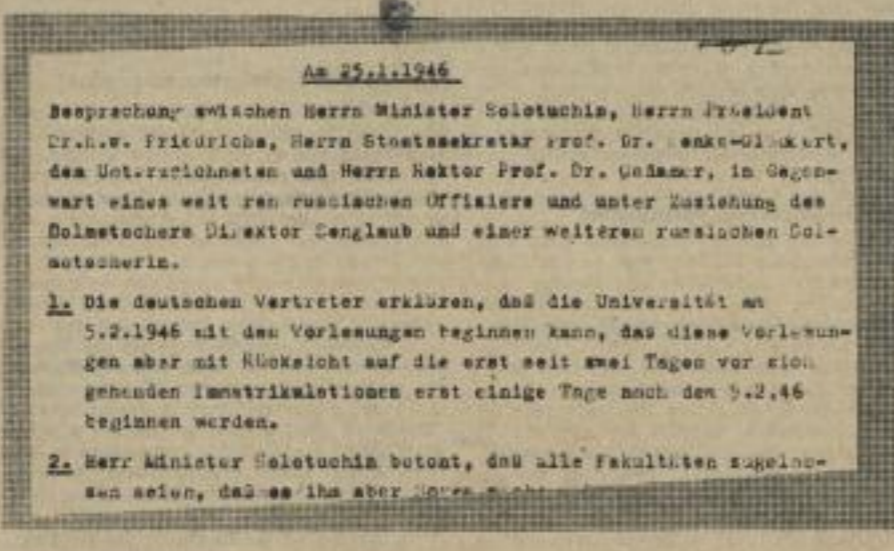 Am 25.1.1946
Besprechung zwischen Herrn Minister Solotuchin, Herrn Präsident
Dr.h.w. Friedrichs, Herrn Staatssekretär Prof. Dr.
dem Unterzeichneten und Herrn Rektor Prof. Dr. Gadamer, in Gegen-
wart eines weiteren russischen Offiziers und unter Zuziehung des
Dolmetschers Direktor Senglaub und einer weiteren russischen Dol-
metscherin.
1. Die deutschen Vertreter erklären, daß die Universität am
5.2.1946 mit den Vorlesungen beginnen kann, das diese Vorlesun-
gen aber mit Rücksicht auf die erst seit zwei Tagen vor sich
gehenden Immatrikulationen erst einige Tage nach dem 5.2.46
beginnen werden.
2. Herr Minister Solotuchin betont, daß alle Fakultäten zugelas-
sen seien, daß es ihm aber